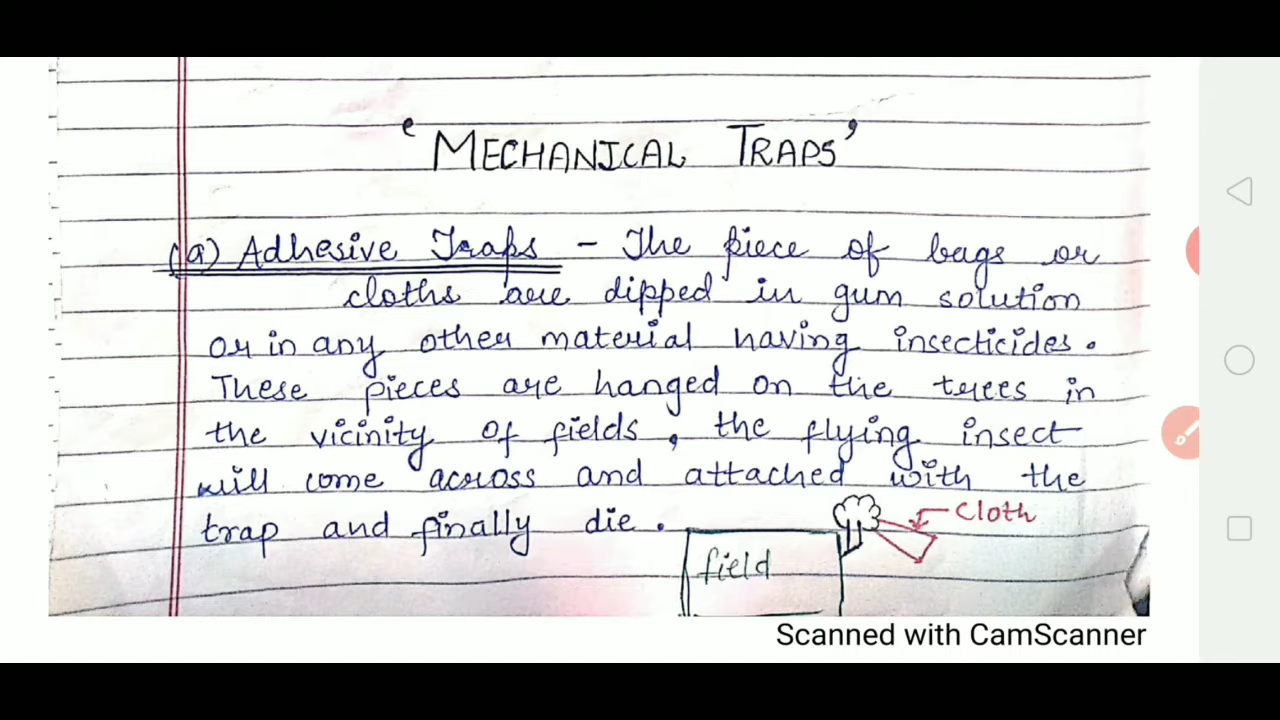 ‘MECHANICAL TRAPS’
(a) Adhesive Traps - The piece of bags or
cloths are dipped in gum solution
or in any other material having insecticides.
These pieces are hanged on the trees in
the vicinity of fields, the flying insect
will come across and attached with the
trap and finally die.
cloth
field
Scanned with CamScanner